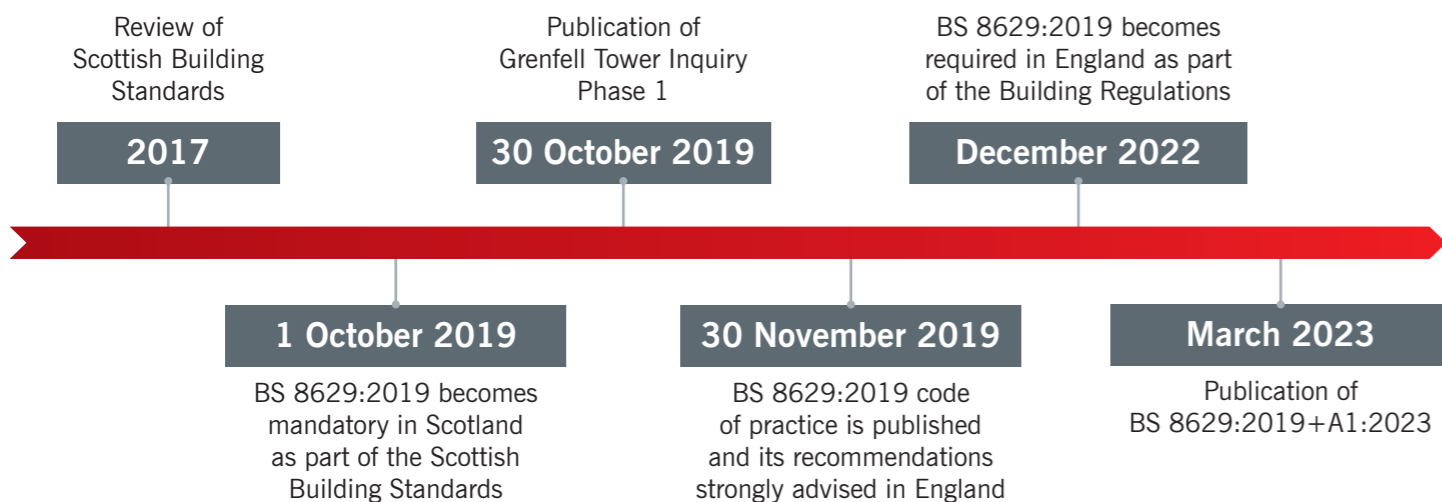 Review of
Scottish Building
Standards
2017
1 October 2019
BS 8629:2019 becomes
mandatory in Scotland
as part of the Scottish
Building Standards
Publication of
Grenfell Tower Inquiry
Phase 1
30 October 2019
30 November 2019
BS 8629:2019 code
of practice is published
and its recommendations
strongly advised in England
BS 8629:2019 becomes
required in England as part
of the Building Regulations
December 2022
March 2023
Publication of
BS 8629:2019+A1:2023